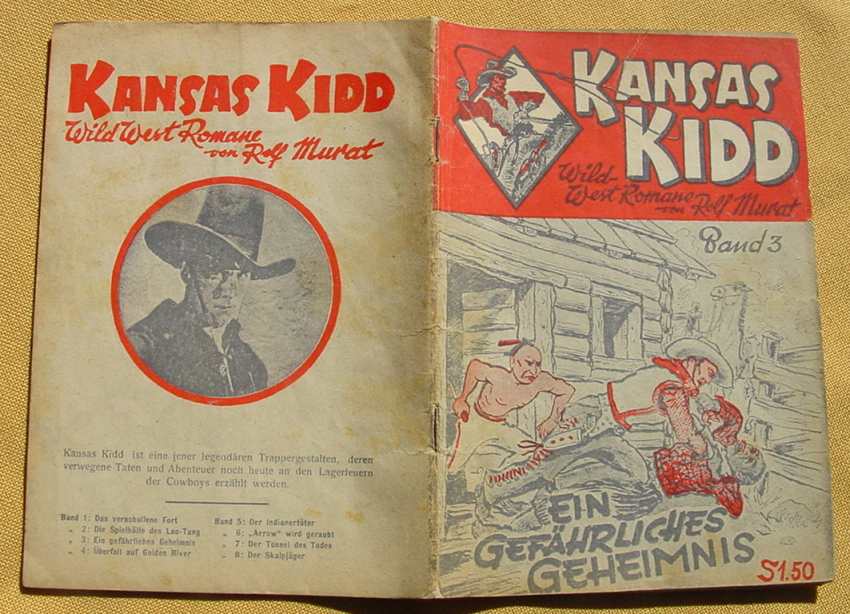 KANSAS KIDD
Wild West Romane
von Rolf Murat
Kansas Kidd ist eine jener legendären Trappergestalten, deren
verwegene Taten und Abenteuer noch heute an den Lagerfeuern
der Cowboys erzählt werden.
Band 1: Das verschollene Fort
„ 2: Die Spielhölle des Lao-Tang
„ 3: Ein gefährliches Geheimnis
„ 4: Überfall auf Golden River
Band 5: Der Indianertöter
„ 6: „Arrow" wird geraubt
„ 7: Der Tunnel des Todes
„ 8: Der Skalpjäger
KANSAS
KIDD
Wild-
West Romane
von Rolf Murat
Band 3
EIN
GEFÄHRLICHES
GEHEIMNIS
S1.50